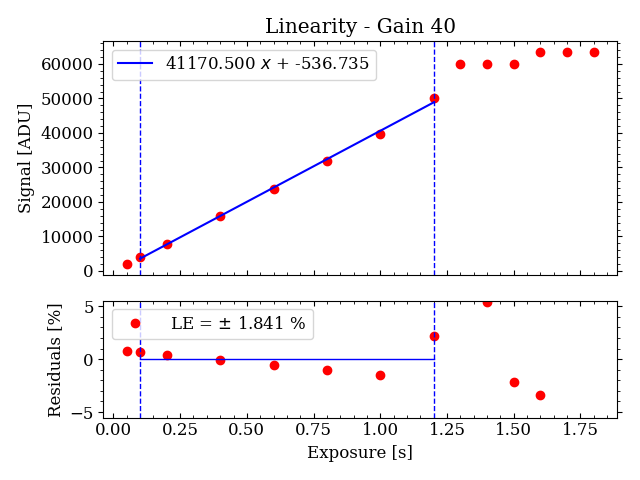 Linearity - Gain 40
41170.500 x + -536.735
Signal [ADU]
60000
50000
40000
30000
20000
10000
0
LE = ± 1.841 %
Residuals [%]
5
0
−5
0.00 0.25 0.50 0.75 1.00 1.25 1.50 1.75
Exposure [s]